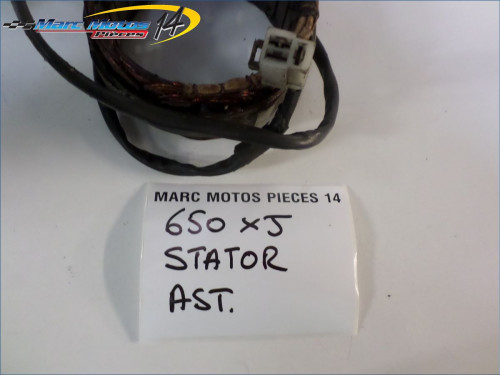 Marc Motos 14
Pièces
MARC MOTOS PIECES 14
650 XJ
STATOR
AST.